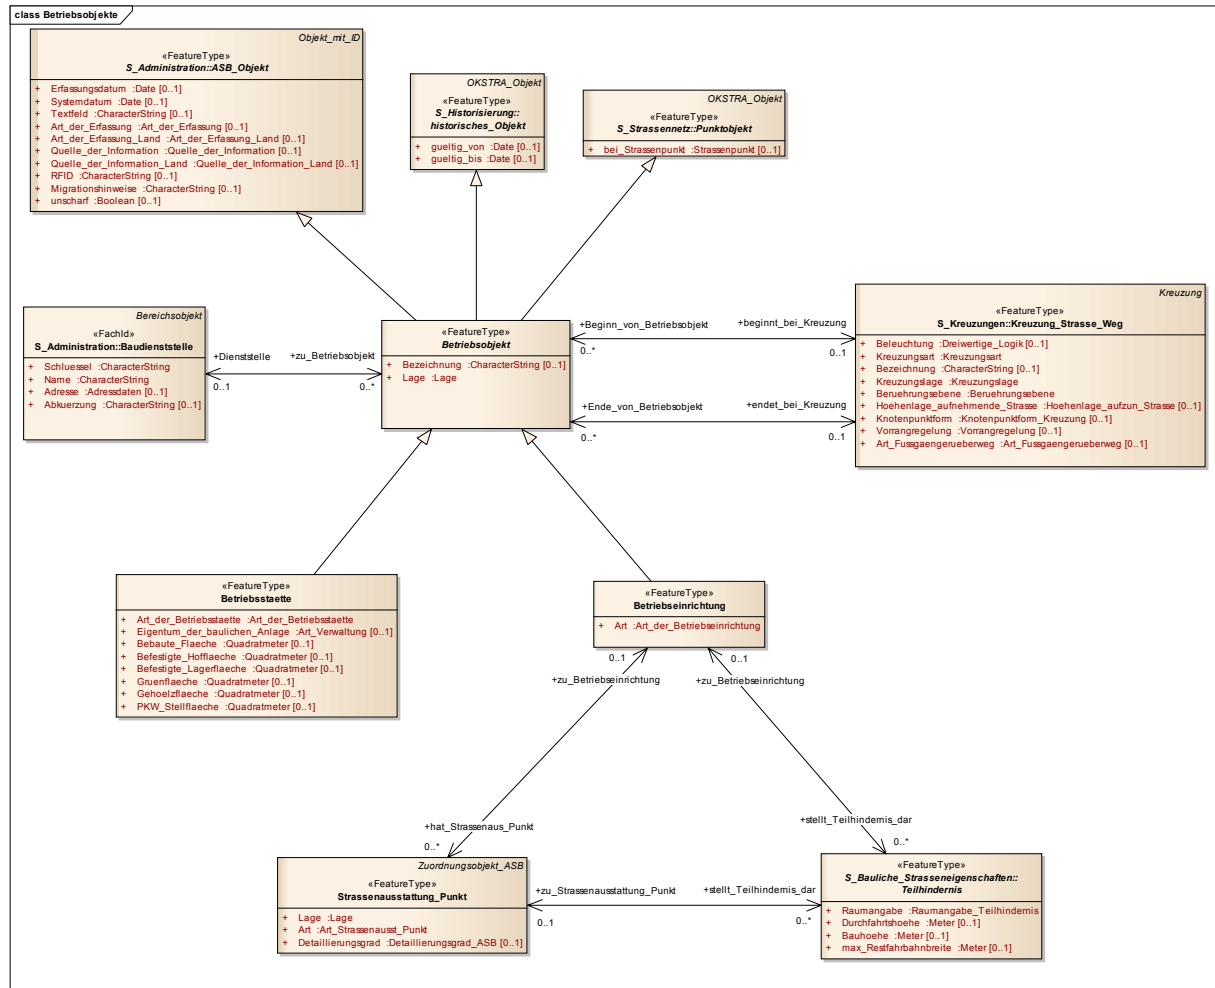 class Betriebsobjekte
Objekt_mit_ID
«FeatureType»
S_Administration::ASB_Objekt
+ Erfassungsdatum :Date [0..1]
+ Systemdatum :Date [0..1]
+ Textfeld :CharacterString [0..1]
+ Art_der_Erfassung :Art_der_Erfassung [0..1]
+ Art_der_Erfassung_Land :Art_der_Erfassung_Land [0..1]
+ Quelle_der_Information :Quelle_der_Information [0..1]
+ Quelle_der_Information_Land :Quelle_der_Information_Land [0..1]
+ RFID :CharacterString [0..1]
+ Migrationshinweise :CharacterString [0..1]
+ unscharf :Boolean [0..1]
OKSTRA_Objekt
«FeatureType»
S_Historisierung::
historisches_Objekt
+ gueltig_von :Date [0..1]
+ gueltig_bis :Date [0..1]
OKSTRA_Objekt
«FeatureType»
S_Strassennetz::Punktobjekt
+ bei_Strassenpunkt :Strassenpunkt [0..1]
Bereichsobjekt
«FachId»
S_Administration::Baudienststelle
+ Schluessel :CharacterString
+ Name :CharacterString
+ Adresse :Adressdaten [0..1]
+ Abkuerzung :CharacterString [0..1]
+Dienststelle
0..1
+zu_Betriebsobjekt
0..*
«FeatureType»
Betriebsobjekt
+ Bezeichnung :CharacterString [0..1]
+ Lage :Lage
+Beginn_von_Betriebsobjekt
0..*
+beginnt_bei_Kreuzung
0..1
+Ende_von_Betriebsobjekt
0..*
+endet_bei_Kreuzung
0..1
Kreuzung
«FeatureType»
S_Kreuzungen::Kreuzung_Strasse_Weg
+ Beleuchtung :Dreiwertige_Logik [0..1]
+ Kreuzungsart :Kreuzungsart
+ Bezeichnung :CharacterString [0..1]
+ Kreuzungslage :Kreuzungslage
+ Beruehrungsebene :Beruehrungsebene
+ Hoehenlage_aufnehmende_Strasse :Hoehenlage_aufzun_Strasse [0..1]
+ Knotenpunktform :Knotenpunktform_Kreuzung [0..1]
+ Vorrangregelung :Vorrangregelung [0..1]
+ Art_Fussgaengerueberweg :Art_Fussgaengerueberweg [0..1]
«FeatureType»
Betriebsstaette
+ Art_der_Betriebsstaette :Art_der_Betriebsstaette
+ Eigentum_der_baulichen_Anlage :Art_Verwaltung [0..1]
+ Bebaute_Flaeche :Quadratmeter [0..1]
+ Befestigte_Hofflaeche :Quadratmeter [0..1]
+ Befestigte_Lagerflaeche :Quadratmeter [0..1]
+ Gruenflaeche :Quadratmeter [0..1]
+ Gehoelzflaeche :Quadratmeter [0..1]
+ PKW_Stellflaeche :Quadratmeter [0..1]
«FeatureType»
Betriebseinrichtung
+ Art :Art_der_Betriebseinrichtung
0..1
+zu_Betriebseinrichtung
0..1
+zu_Betriebseinrichtung
+hat_Strassenaus_Punkt
0..*
+stellt_Teilhindernis_dar
0..*
Zuordnungsobjekt_ASB
«FeatureType»
Strassenausstattung_Punkt
+ Lage :Lage
+ Art :Art_Strassenausst_Punkt
+ Detaillierungsgrad :Detaillierungsgrad_ASB [0..1]
+zu_Strassenausstattung_Punkt
0..1
+stellt_Teilhindernis_dar
0..*
«FeatureType»
S_Bauliche_Strasseneigenschaften::
Teilhindernis
+ Raumangabe :Raumangabe_Teilhindernis
+ Durchfahrtshoehe :Meter [0..1]
+ Bauhoehe :Meter [0..1]
+ max_Restfahrbahnbreite :Meter [0..1]